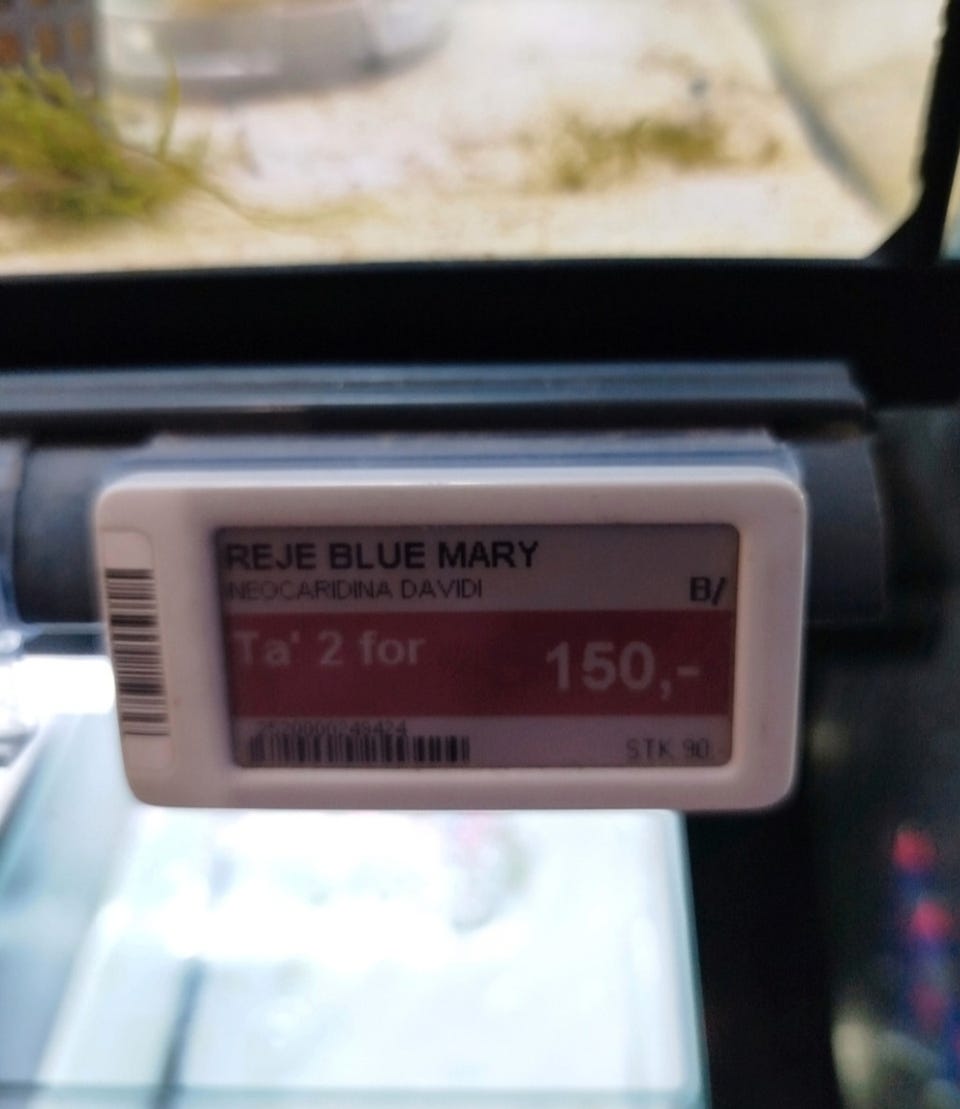 REJE BLUE MARY
NEOCARIDINA DAVIDI
B/
Ta' 2 for
150,-
STK 90